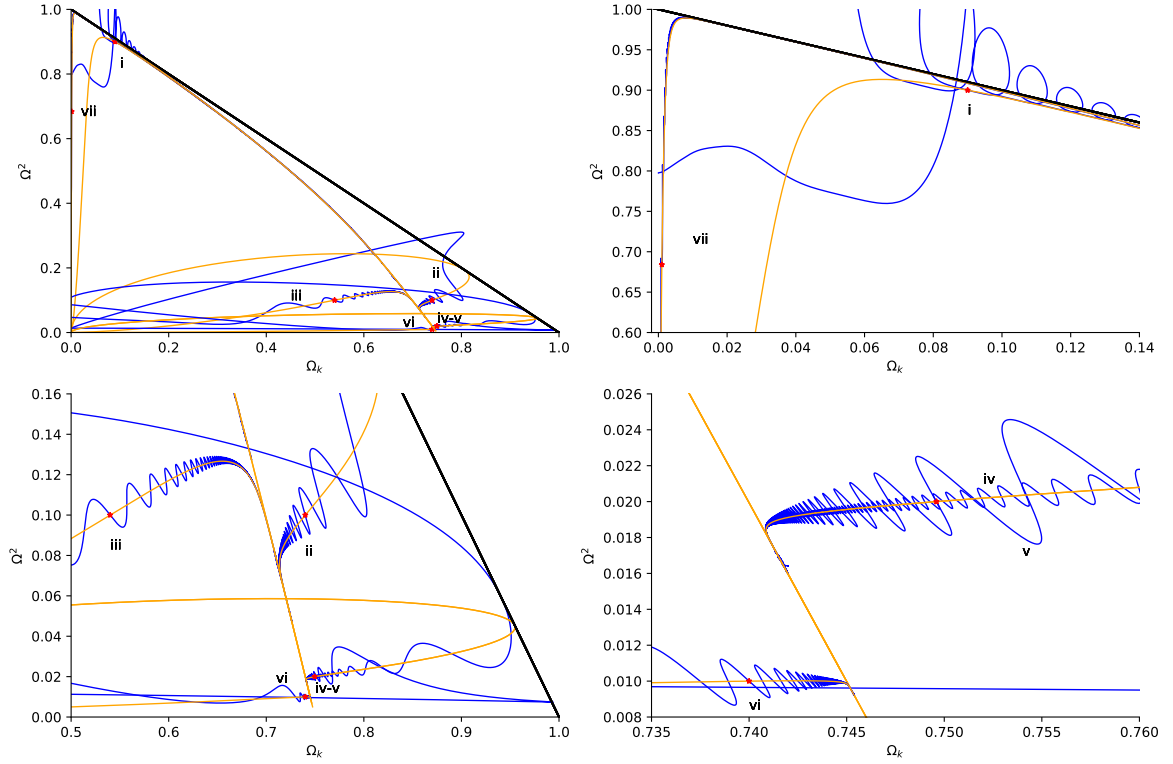 1.0
0.8
0.6
0.4
0.2
0.0
Ω²
i
vii
ii
iii
iv-v
vi
0.0 0.2 0.4 0.6 0.8 1.0
Ωₖ
1.00
0.95
0.90
0.85
0.80
0.75
0.70
0.65
0.60
Ω²
i
vii
0.00 0.02 0.04 0.06 0.08 0.10 0.12 0.14
Ωₖ
0.16
0.14
0.12
0.10
0.08
0.06
0.04
0.02
0.00
Ω²
iii
ii
vi
iv-v
0.5 0.6 0.7 0.8 0.9 1.0
Ωₖ
0.026
0.024
0.022
0.020
0.018
0.016
0.014
0.012
0.010
0.008
Ω²
iv
v
vi
0.735 0.740 0.745 0.750 0.755 0.760
Ωₖ